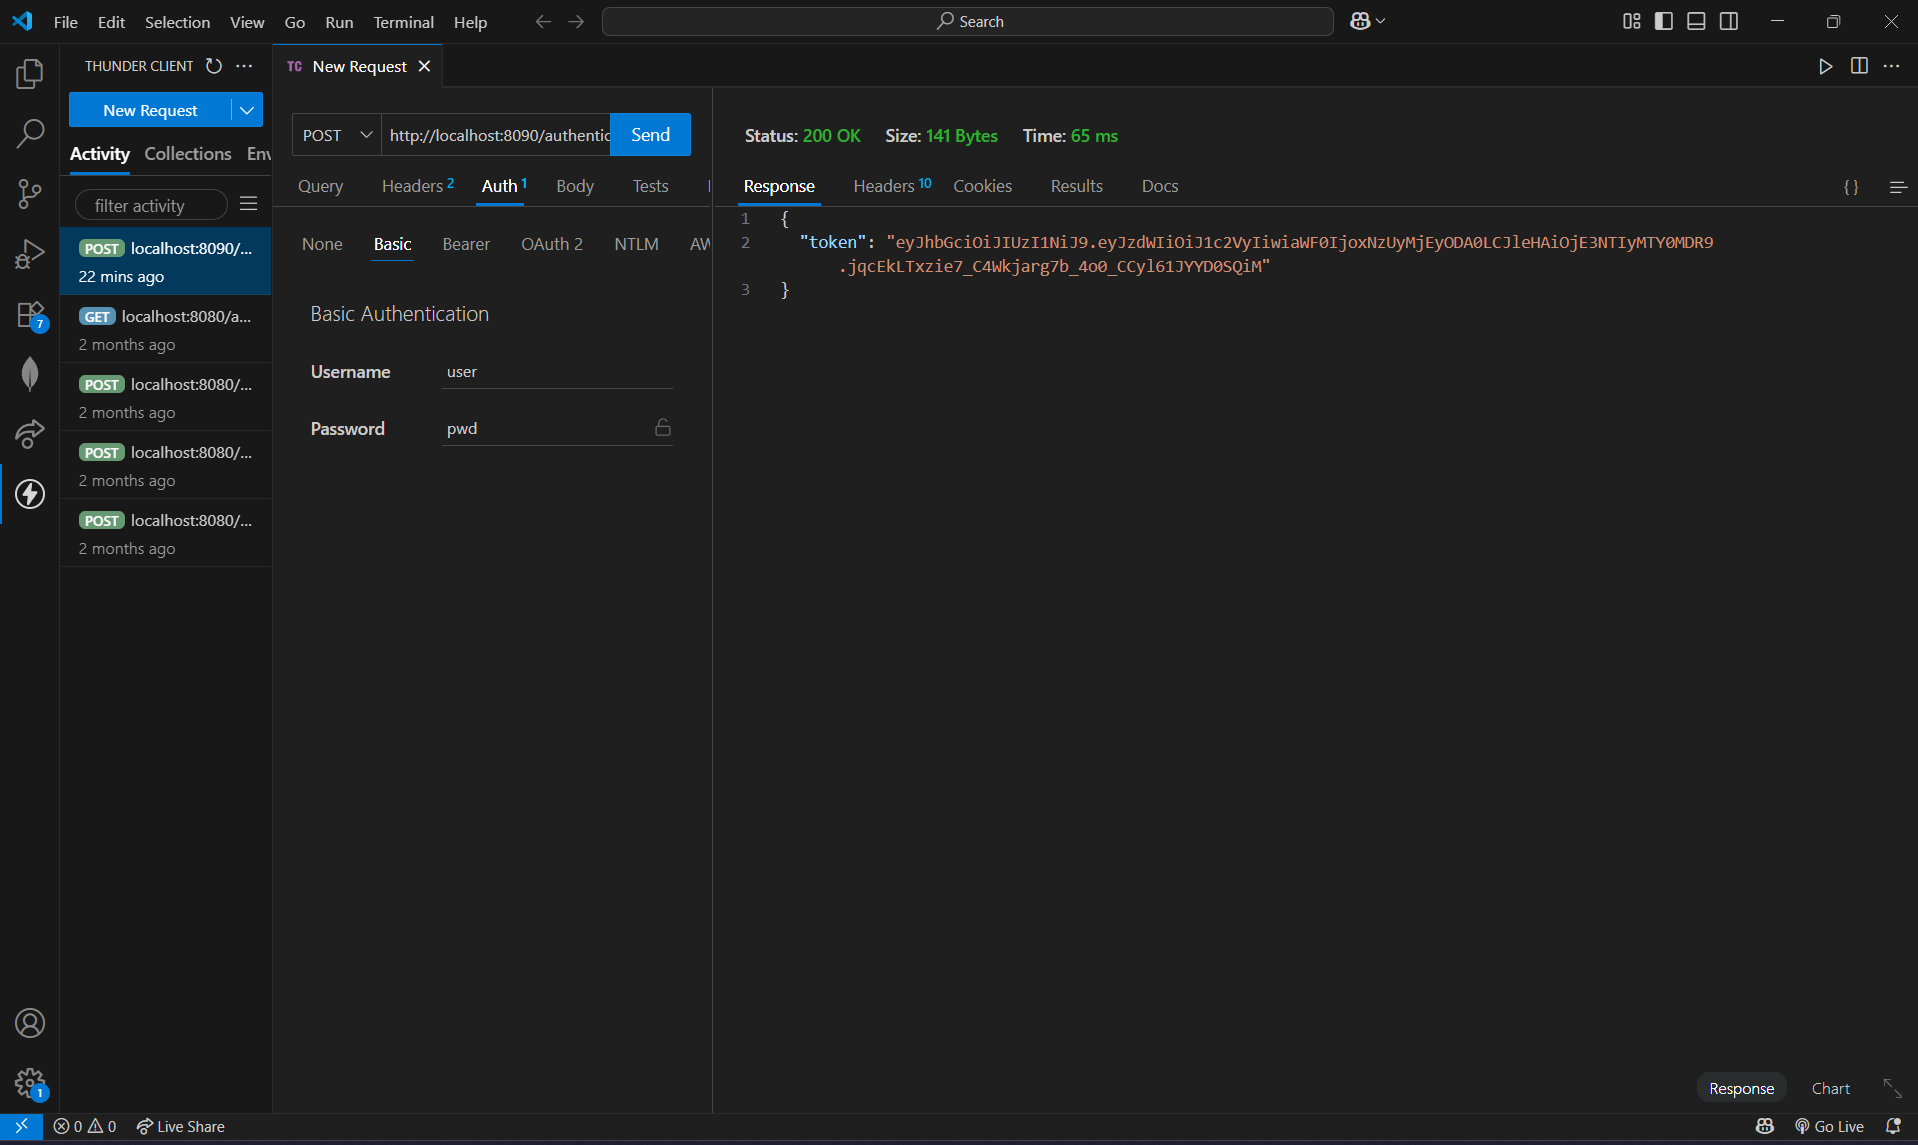 File Edit Selection View Go Run Terminal Help Search
THUNDER CLIENT
TC New Request
New Request
POST http://localhost:8090/authentic Send
Status: 200 OK Size: 141 Bytes Time: 65 ms
Activity Collections Env
Query Headers 2 Auth 1 Body Tests
Response Headers 10 Cookies Results Docs
{}
filter activity
1 {
2 "token": "eyJhbGciOiJIUzI1NiJ9.eyJzdWIiOiJ1c2VyIiwiaWF0IjoxNzUyMjEyODA0LCJleHAiOjE3NTIyMTY0MDR9
.jqcEkLTxzie7_C4Wkjarg7b_4o0_CCyl61JYYD0SQiM"
3 }
None Basic Bearer OAuth 2 NTLM AW
POST localhost:8090/...
22 mins ago
GET localhost:8080/a...
2 months ago
POST localhost:8080/...
2 months ago
POST localhost:8080/...
2 months ago
POST localhost:8080/...
2 months ago
Basic Authentication
Username user
Password pwd
7
1
Response Chart
0 0 Live Share
Go Live